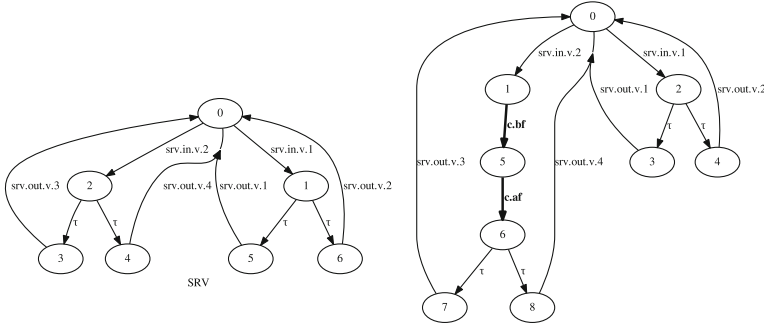 0
srv.in.v.2
srv.in.v.1
2
1
srv.out.v.3
srv.out.v.4
srv.out.v.1
srv.out.v.2
τ
τ
τ
τ
3
4
5
6
SRV
0
srv.in.v.2
srv.in.v.1
1
2
srv.out.v.1
srv.out.v.2
c.bf
τ
τ
5
3
4
srv.out.v.3
srv.out.v.4
c.af
6
τ
τ
7
8